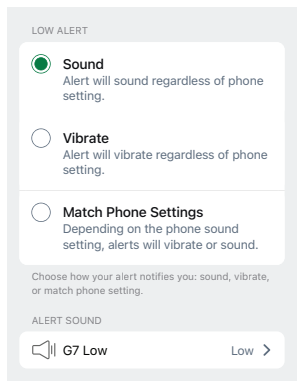 LOW ALERT
Sound
Alert will sound regardless of phone
setting.
Vibrate
Alert will vibrate regardless of phone
setting.
Match Phone Settings
Depending on the phone sound
setting, alerts will vibrate or sound.
Choose how your alert notifies you: sound, vibrate,
or match phone setting.
ALERT SOUND
G7 Low Low